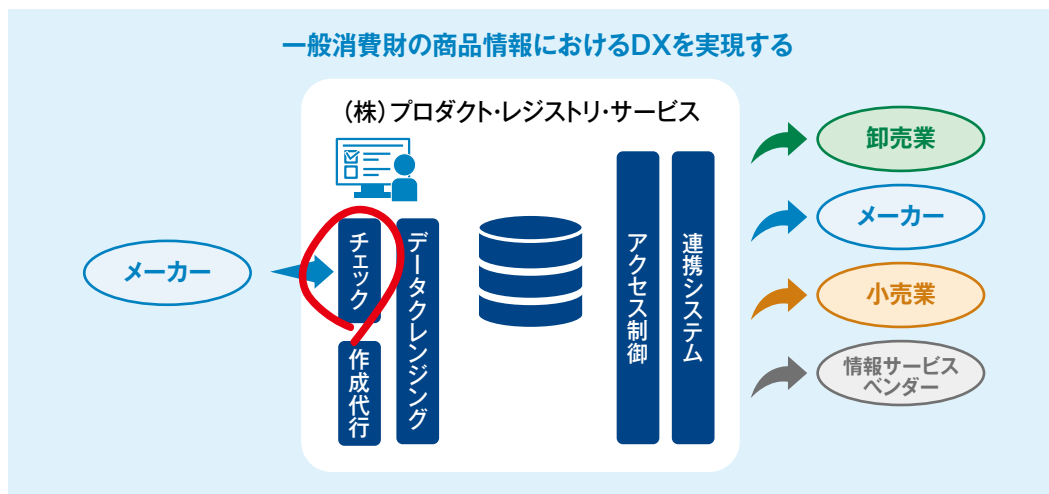 一般消費財の商品情報におけるDXを実現する
(株)プロダクト・レジストリ・サービス
メーカー
チェック
作成代行
データクレンジング
アクセス制御
連携システム
卸売業
メーカー
小売業
情報サービス
ベンダー